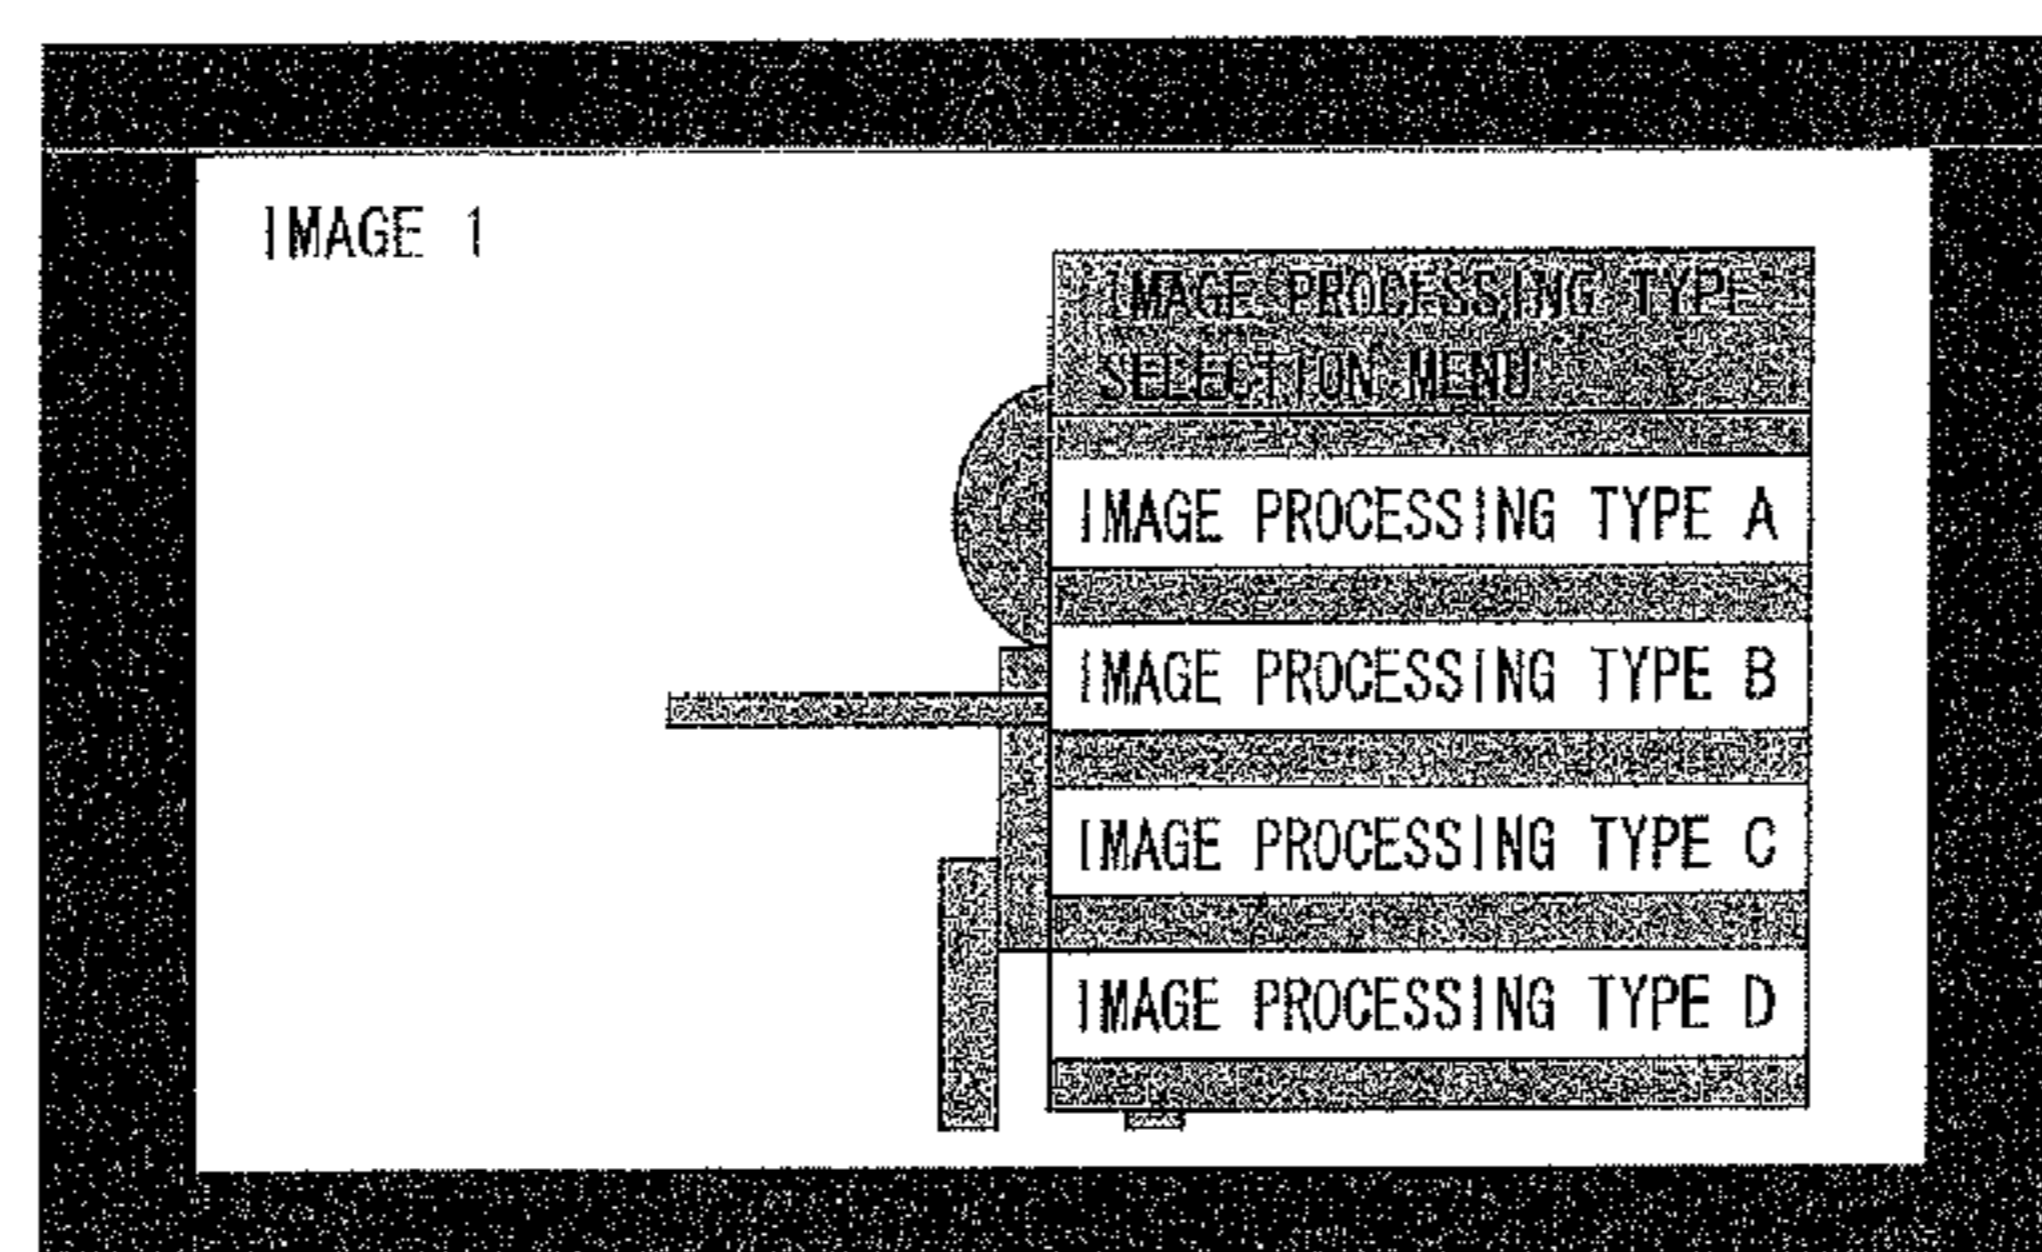 IMAGE 1
IMAGE PROCESSING TYPE
SELECTION MENU
IMAGE PROCESSING TYPE A
IMAGE PROCESSING TYPE B
IMAGE PROCESSING TYPE C
IMAGE PROCESSING TYPE D